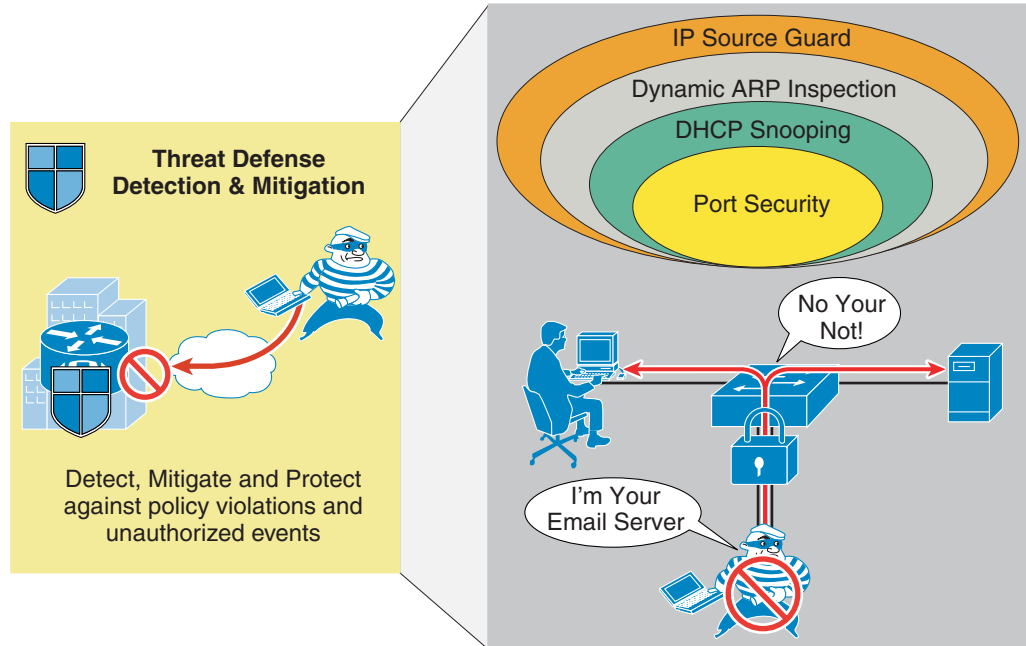 Threat Defense
Detection & Mitigation
Detect, Mitigate and Protect
against policy violations and
unauthorized events
IP Source Guard
Dynamic ARP Inspection
DHCP Snooping
Port Security
No Your
Not!
I'm Your
Email Server